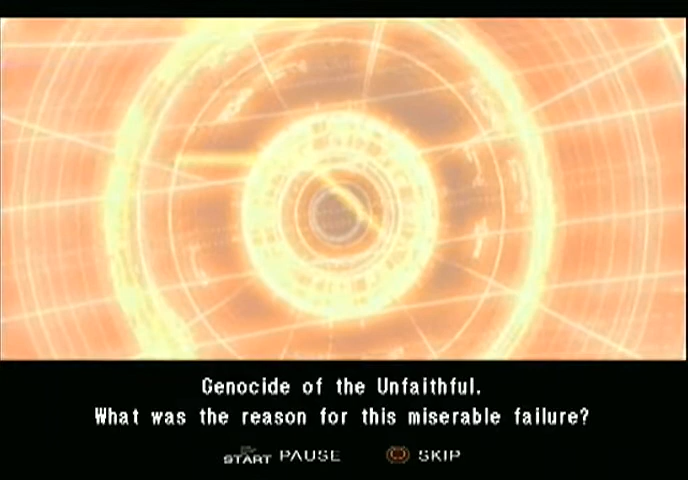 Genocide of the Unfaithful.
What was the reason for this miserable failure?
START PAUSE SKIP